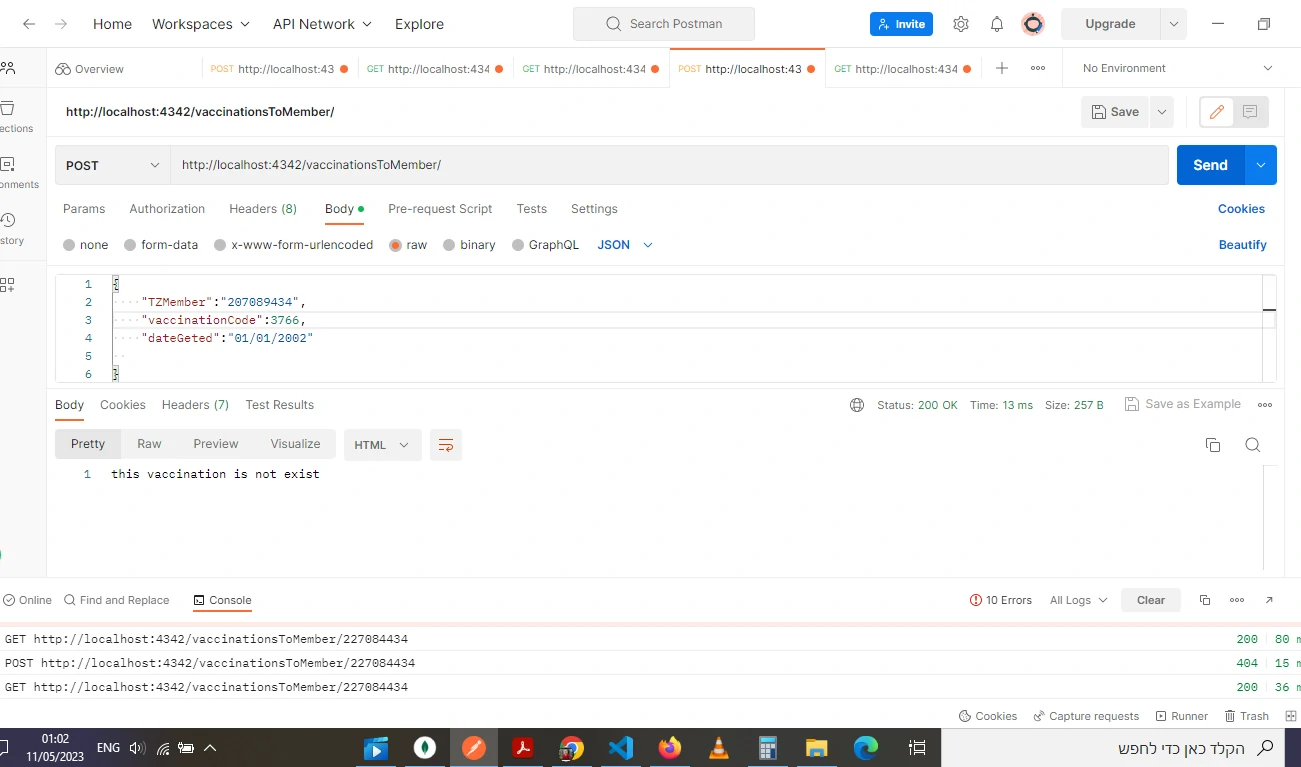 Home Workspaces API Network Explore Search Postman Invite Upgrade
Overview POST http://localhost:43 GET http://localhost:434 GET http://localhost:434 POST http://localhost:43 GET http://localhost:434 No Environment
http://localhost:4342/vaccinationsToMember/ Save
ections
POST http://localhost:4342/vaccinationsToMember/ Send
onments
Params Authorization Headers (8) Body Pre-request Script Tests Settings Cookies
story
none form-data x-www-form-urlencoded raw binary GraphQL JSON Beautify
1 {
2 "TZMember":"207089434",
3 "vaccinationCode":3766,
4 "dateGeted":"01/01/2002"
5
6 }
Body Cookies Headers (7) Test Results Status: 200 OK Time: 13 ms Size: 257 B Save as Example
Pretty Raw Preview Visualize HTML
1 this vaccination is not exist
Online Find and Replace Console 10 Errors All Logs Clear
GET http://localhost:4342/vaccinationsToMember/227084434 200 80 m
POST http://localhost:4342/vaccinationsToMember/227084434 404 15 m
GET http://localhost:4342/vaccinationsToMember/227084434 200 36 m
Cookies Capture requests Runner Trash
01:02
11/05/2023 ENG הקלד כאן כדי לחפש